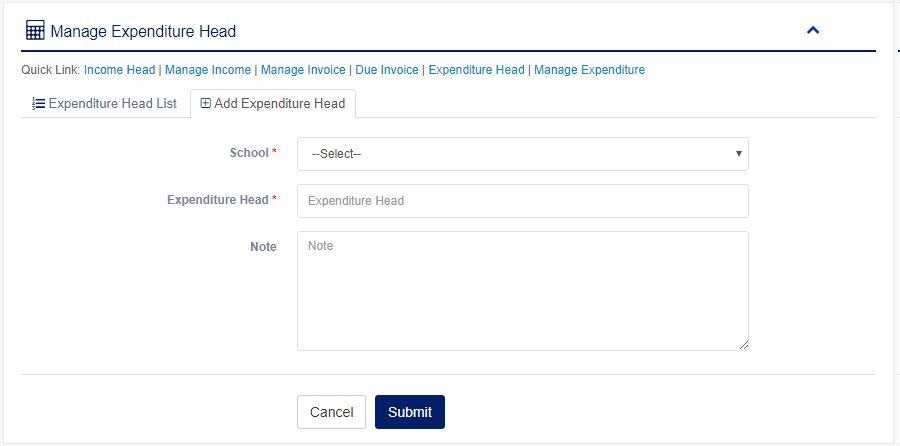 Manage Expenditure Head
Quick Link: Income Head | Manage Income | Manage Invoice | Due Invoice | Expenditure Head | Manage Expenditure
Expenditure Head List
Add Expenditure Head
School *
--Select--
Expenditure Head *
Expenditure Head
Note
Note
Cancel
Submit